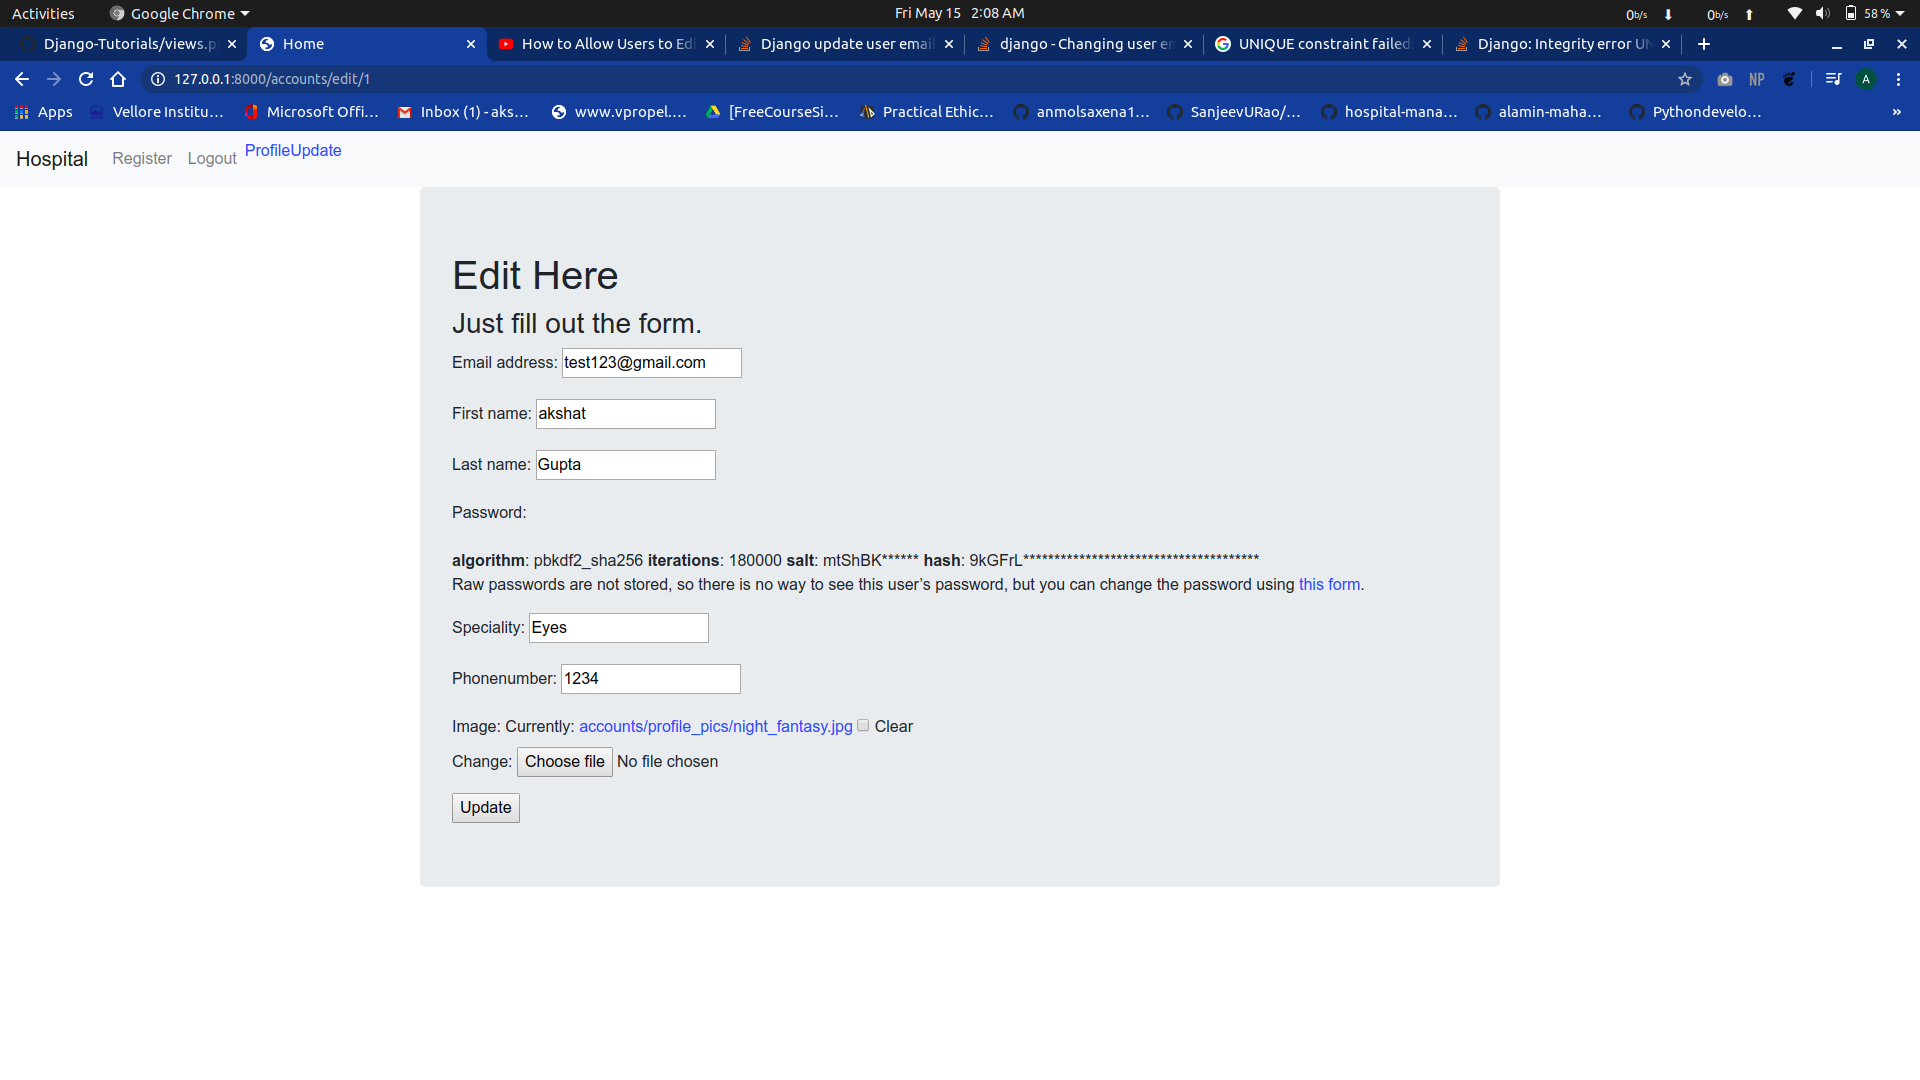 Activities Google Chrome Fri May 15 2:08 AM 0b/s 0b/s 58 %
Django-Tutorials/views.p Home How to Allow Users to Edi Django update user email django - Changing user em UNIQUE constraint failed: Django: Integrity error UN
127.0.0.1:8000/accounts/edit/1 NP A
Apps Vellore Institu… Microsoft Offi… Inbox (1) - aks… www.vpropel.… [FreeCourseSi… Practical Ethic… anmolsaxena1… SanjeevURao/… hospital-mana… alamin-maha… Pythondevelo… »
Hospital Register Logout ProfileUpdate
Edit Here
Just fill out the form.
Email address: test123@gmail.com
First name: akshat
Last name: Gupta
Password:
algorithm: pbkdf2_sha256 iterations: 180000 salt: mtShBK****** hash: 9kGFrL**************************************
Raw passwords are not stored, so there is no way to see this user’s password, but you can change the password using this form.
Speciality: Eyes
Phonenumber: 1234
Image: Currently: accounts/profile_pics/night_fantasy.jpg Clear
Change: Choose file No file chosen
Update